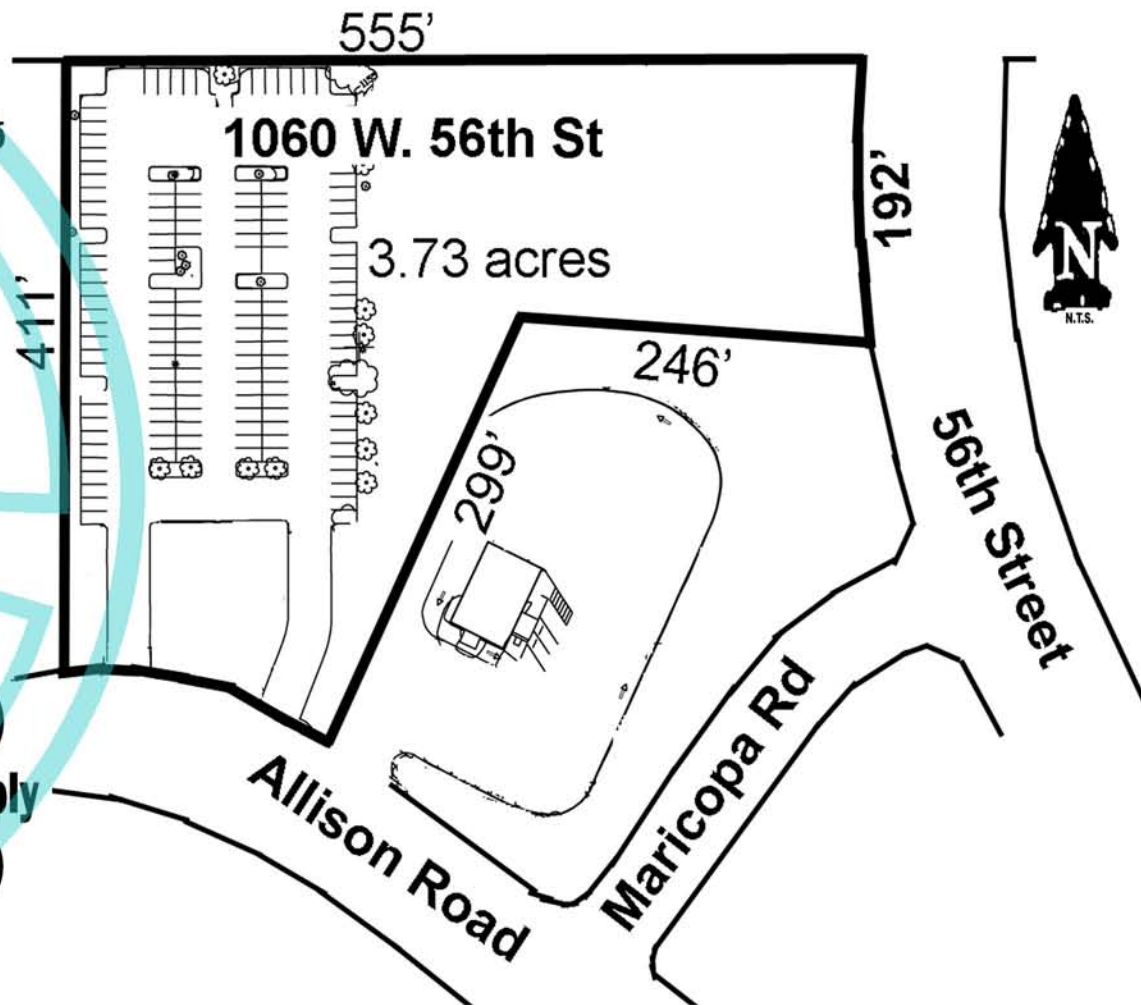 555'
1060 W. 56th St
192'
3.73 acres
411'
N
N.T.S.
246'
299'
56th Street
Maricopa Rd
Allison Road